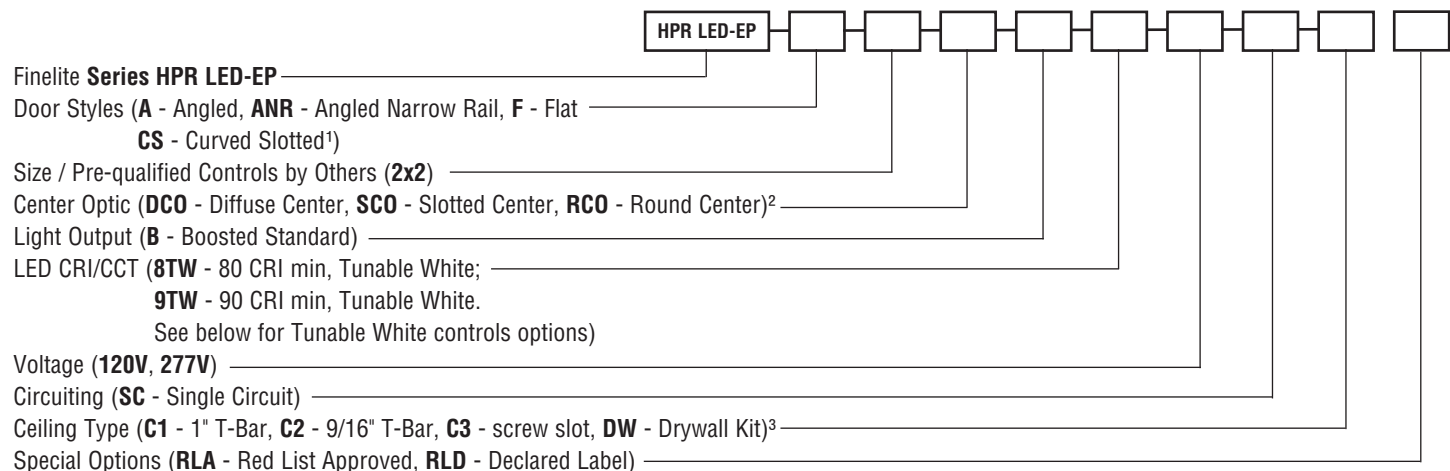 HPR LED-EP
Finelite Series HPR LED-EP
Door Styles (A - Angled, ANR - Angled Narrow Rail, F - Flat
CS - Curved Slotted¹)
Size / Pre-qualified Controls by Others (2x2)
Center Optic (DCO - Diffuse Center, SCO - Slotted Center, RCO - Round Center)²
Light Output (B - Boosted Standard)
LED CRI/CCT (8TW - 80 CRI min, Tunable White;
9TW - 90 CRI min, Tunable White.
See below for Tunable White controls options)
Voltage (120V, 277V)
Circuiting (SC - Single Circuit)
Ceiling Type (C1 - 1" T-Bar, C2 - 9/16" T-Bar, C3 - screw slot, DW - Drywall Kit)³
Special Options (RLA - Red List Approved, RLD - Declared Label)